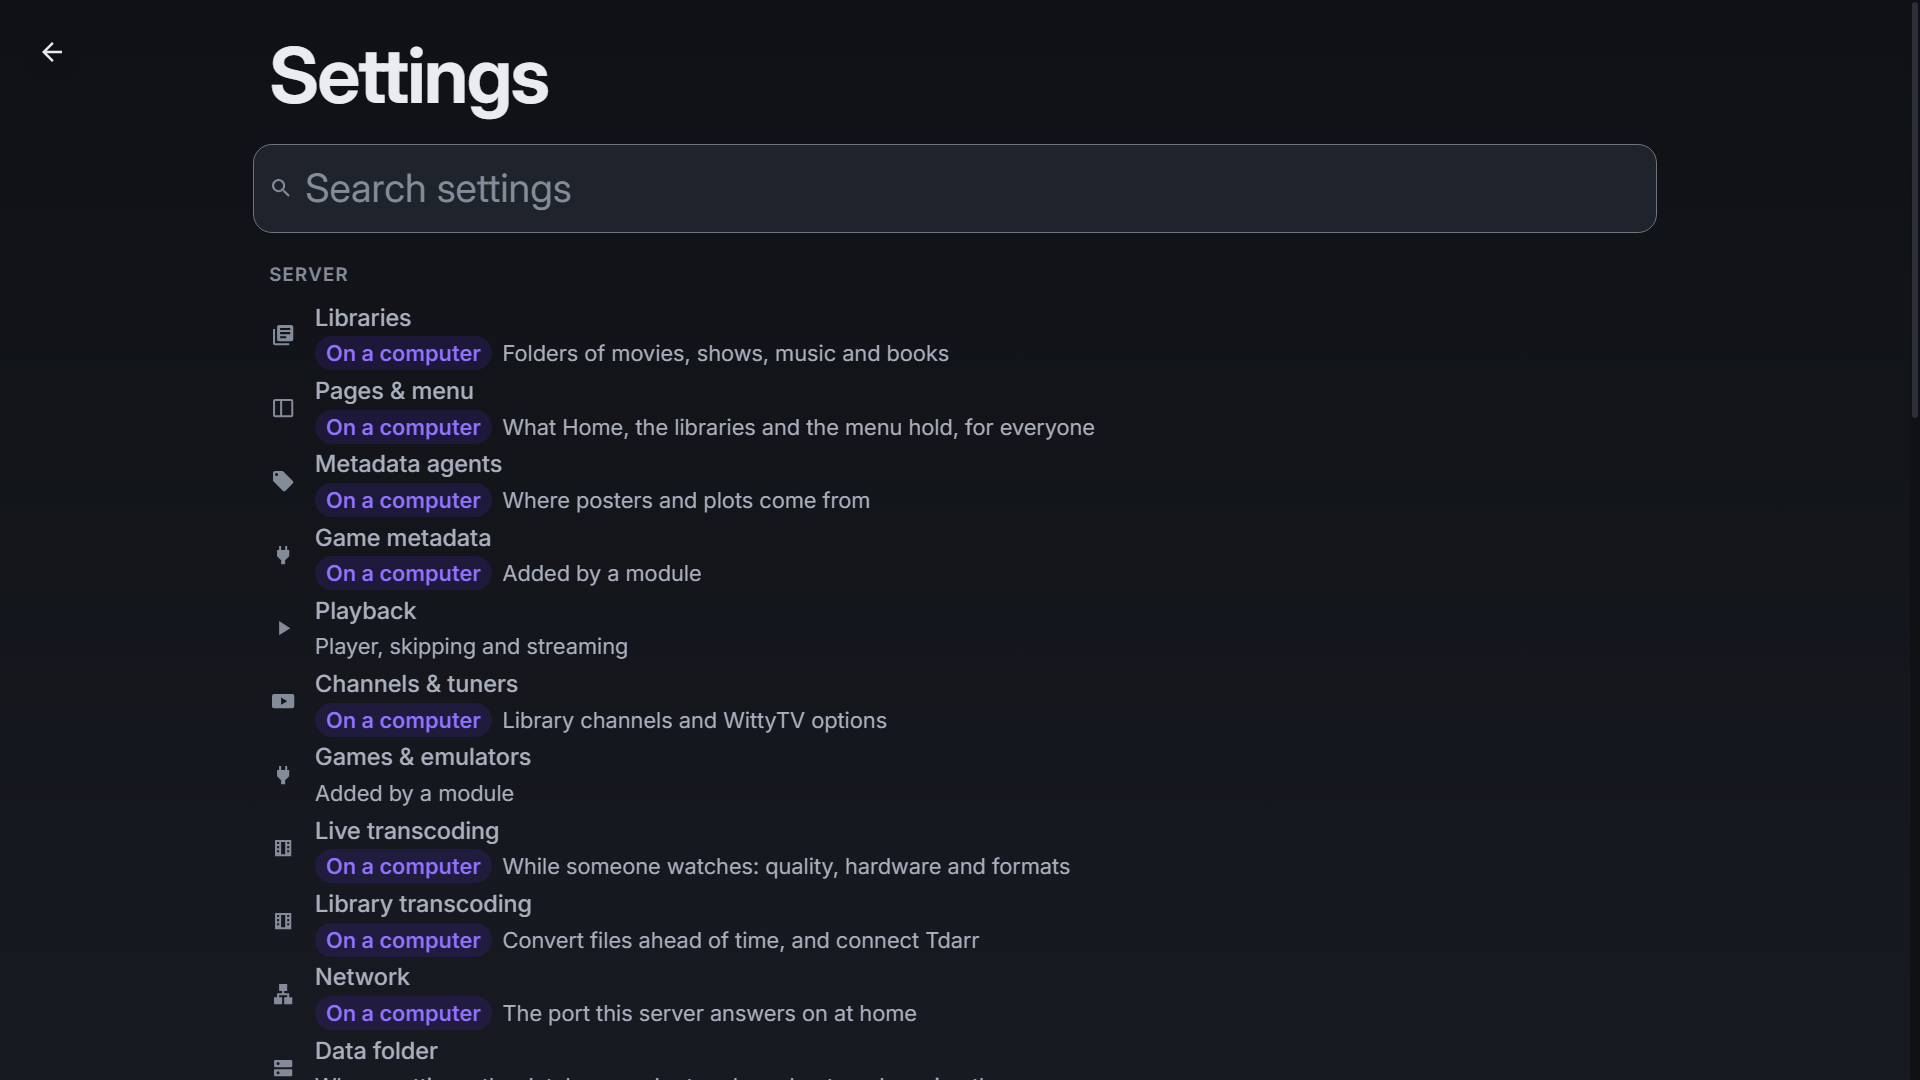 Settings
Search settings
SERVER
Libraries
On a computer Folders of movies, shows, music and books
Pages & menu
On a computer What Home, the libraries and the menu hold, for everyone
Metadata agents
On a computer Where posters and plots come from
Game metadata
On a computer Added by a module
Playback
Player, skipping and streaming
Channels & tuners
On a computer Library channels and WittyTV options
Games & emulators
Added by a module
Live transcoding
On a computer While someone watches: quality, hardware and formats
Library transcoding
On a computer Convert files ahead of time, and connect Tdarr
Network
On a computer The port this server answers on at home
Data folder